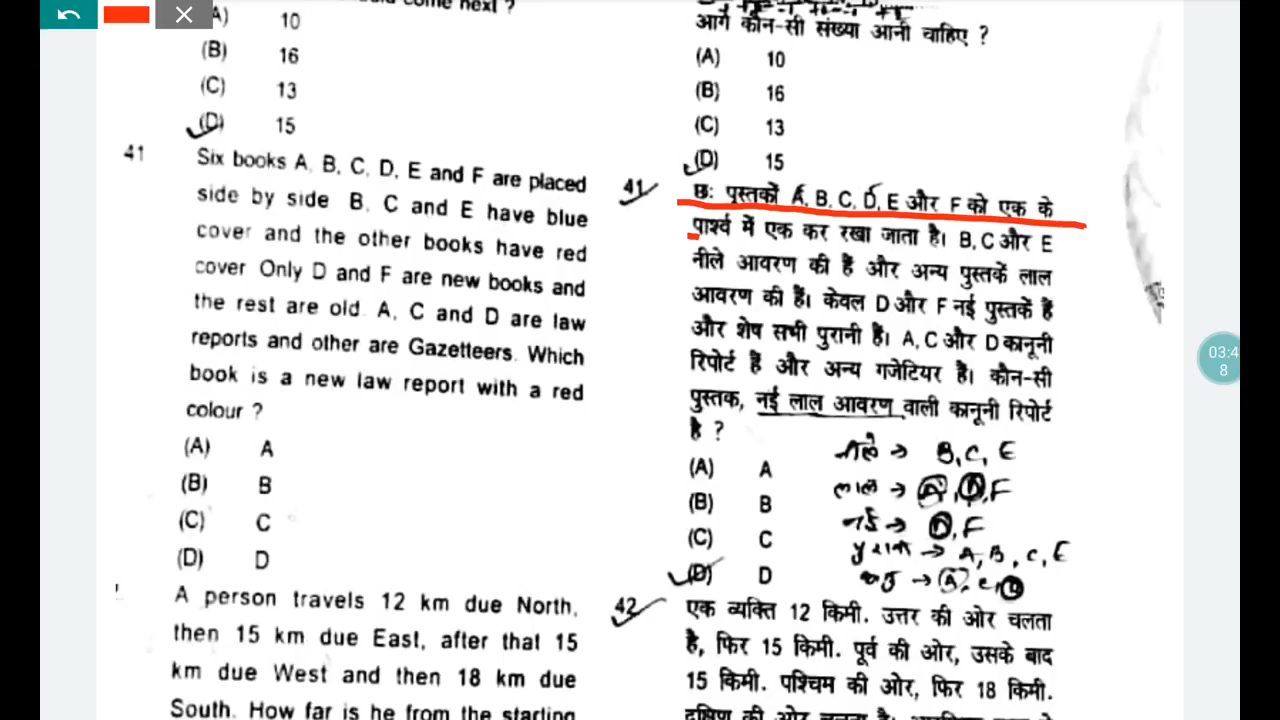 come next ?
A) 10
(B) 16
(C) 13
(D) 15
41 Six books A, B, C, D, E and F are placed
side by side B, C and E have blue
cover and the other books have red
cover Only D and F are new books and
the rest are old A, C and D are law
reports and other are Gazetteers. Which
book is a new law report with a red
colour ?
(A) A
(B) B
(C) C
(D) D
A person travels 12 km due North,
then 15 km due East, after that 15
km due West and then 18 km due
South. How far is he from the starting
आगे कौन-सी संख्या आनी चाहिए ?
(A) 10
(B) 16
(C) 13
(D) 15
41 छः पुस्तकों A, B, C, D, E और F को एक के
पार्श्व में एक कर रखा जाता है। B, C और E
नीले आवरण की हैं और अन्य पुस्तकें लाल
आवरण की हैं। केवल D और F नई पुस्तकें हैं
और शेष सभी पुरानी हैं। A, C और D कानूनी
रिपोर्ट हैं और अन्य गजेटियर हैं। कौन-सी
पुस्तक, नई लाल आवरण वाली कानूनी रिपोर्ट
है ?
(A) A
(B) B
(C) C
(D) D
नीले → B, C, E
लाल → A, D, F
नई → D, F
→ A, B, C, E
→ A, C, D
42 एक व्यक्ति 12 किमी. उत्तर की ओर चलता
है, फिर 15 किमी. पूर्व की ओर, उसके बाद
15 किमी. पश्चिम की ओर, फिर 18 किमी.
दक्षिण की ओर चलता है।
03:4
8